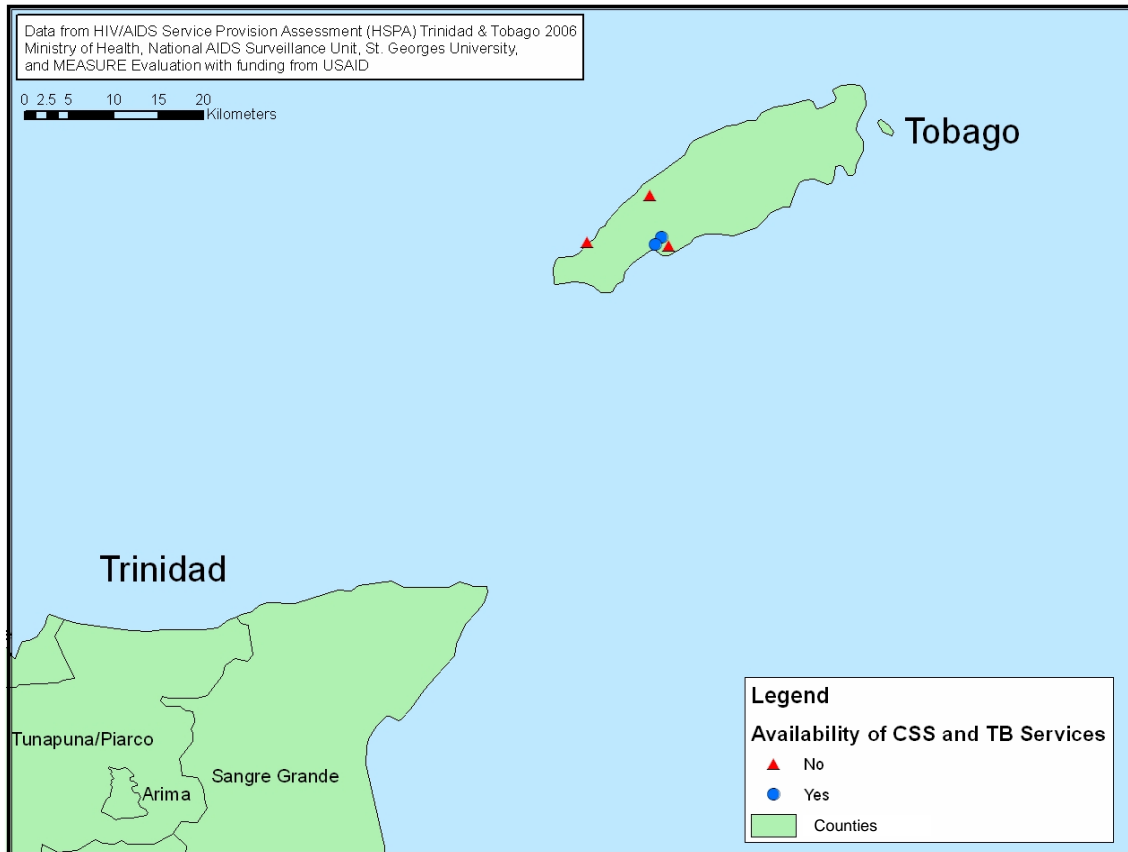 Data from HIV/AIDS Service Provision Assessment (HSPA) Trinidad & Tobago 2006
Ministry of Health, National AIDS Surveillance Unit, St. Georges University,
and MEASURE Evaluation with funding from USAID
0 2.5 5 10 15 20
Kilometers
Tobago
Trinidad
Tunapuna/Piarco
Sangre Grande
Arima
Legend
Availability of CSS and TB Services
No
Yes
Counties